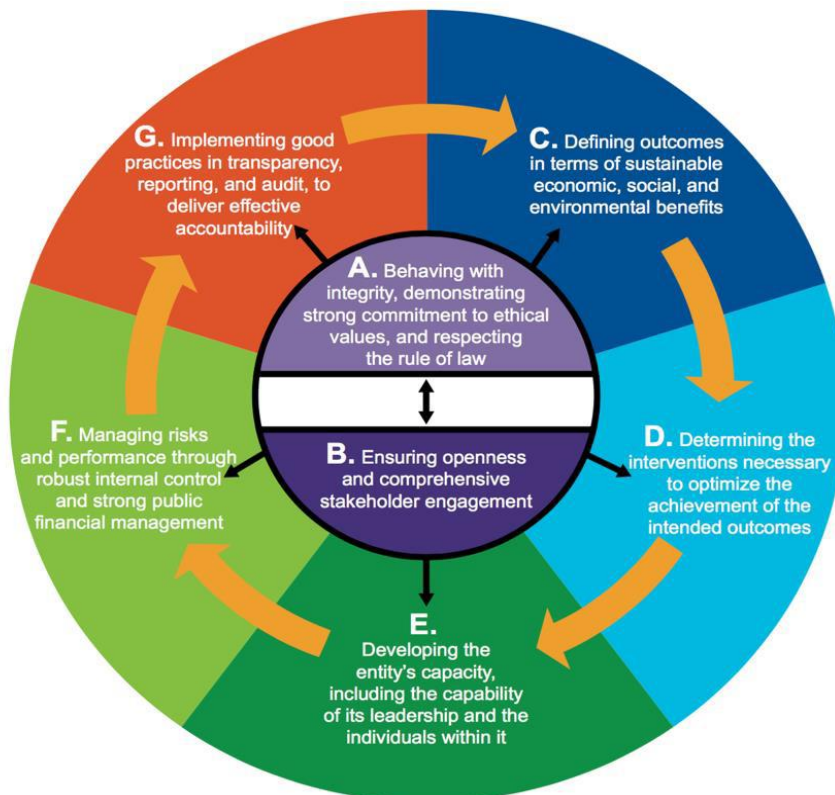 A. Behaving with
integrity, demonstrating
strong commitment to ethical
values, and respecting
the rule of law
B. Ensuring openness
and comprehensive
stakeholder engagement
C. Defining outcomes
in terms of sustainable
economic, social, and
environmental benefits
D. Determining the
interventions necessary
to optimize the
achievement of the
intended outcomes
E.
Developing the
entity's capacity,
including the capability
of its leadership and the
individuals within it
F. Managing risks
and performance through
robust internal control
and strong public
financial management
G. Implementing good
practices in transparency,
reporting, and audit, to
deliver effective
accountability